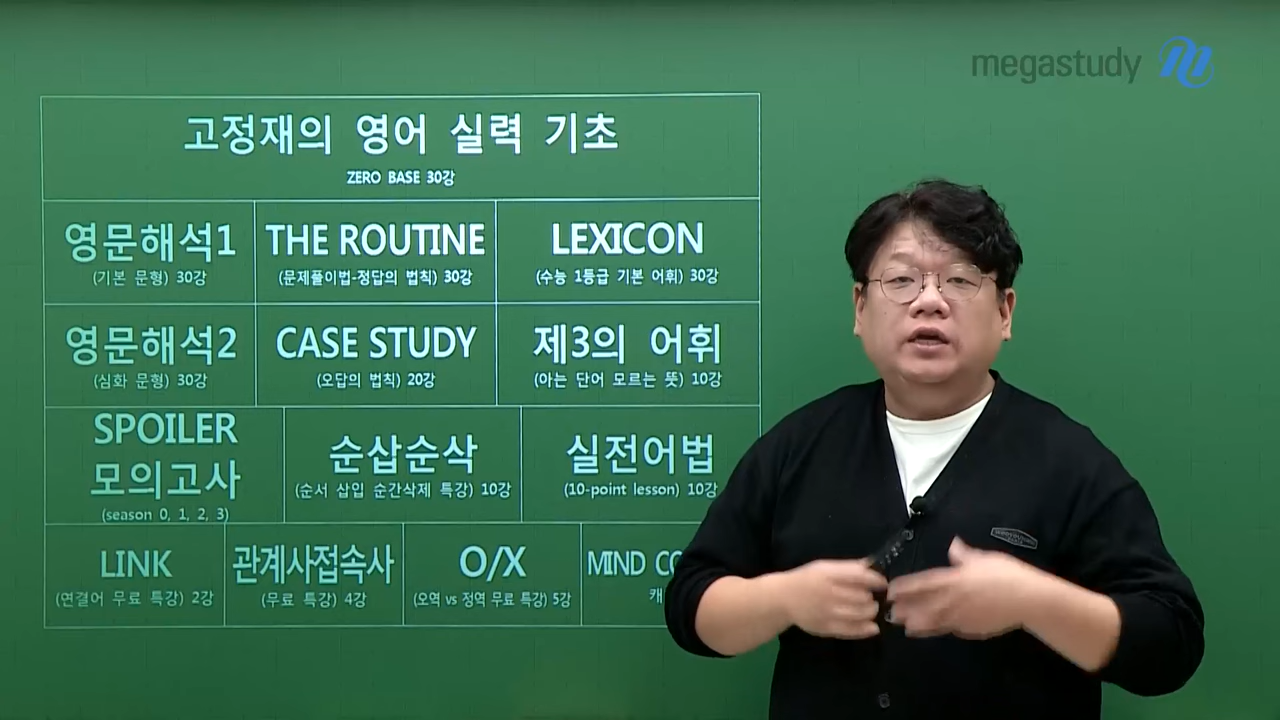 megastudy
고정재의 영어 실력 기초
ZERO BASE 30강
영문해석1
(기본 문형) 30강
THE ROUTINE
(문제풀이법-정답의 법칙) 30강
LEXICON
(수능 1등급 기본 어휘) 30강
영문해석2
(심화 문형) 30강
CASE STUDY
(오답의 법칙) 20강
제3의 어휘
(아는 단어 모르는 뜻) 10강
SPOILER
모의고사
(season 0, 1, 2, 3)
순삽순삭
(순서 삽입 순간삭제 특강) 10강
실전어법
(10-point lesson) 10강
LINK
(연결어 무료 특강) 2강
관계사접속사
(무료 특강) 4강
O/X
(오역 vs 정역 무료 특강) 5강
MIND